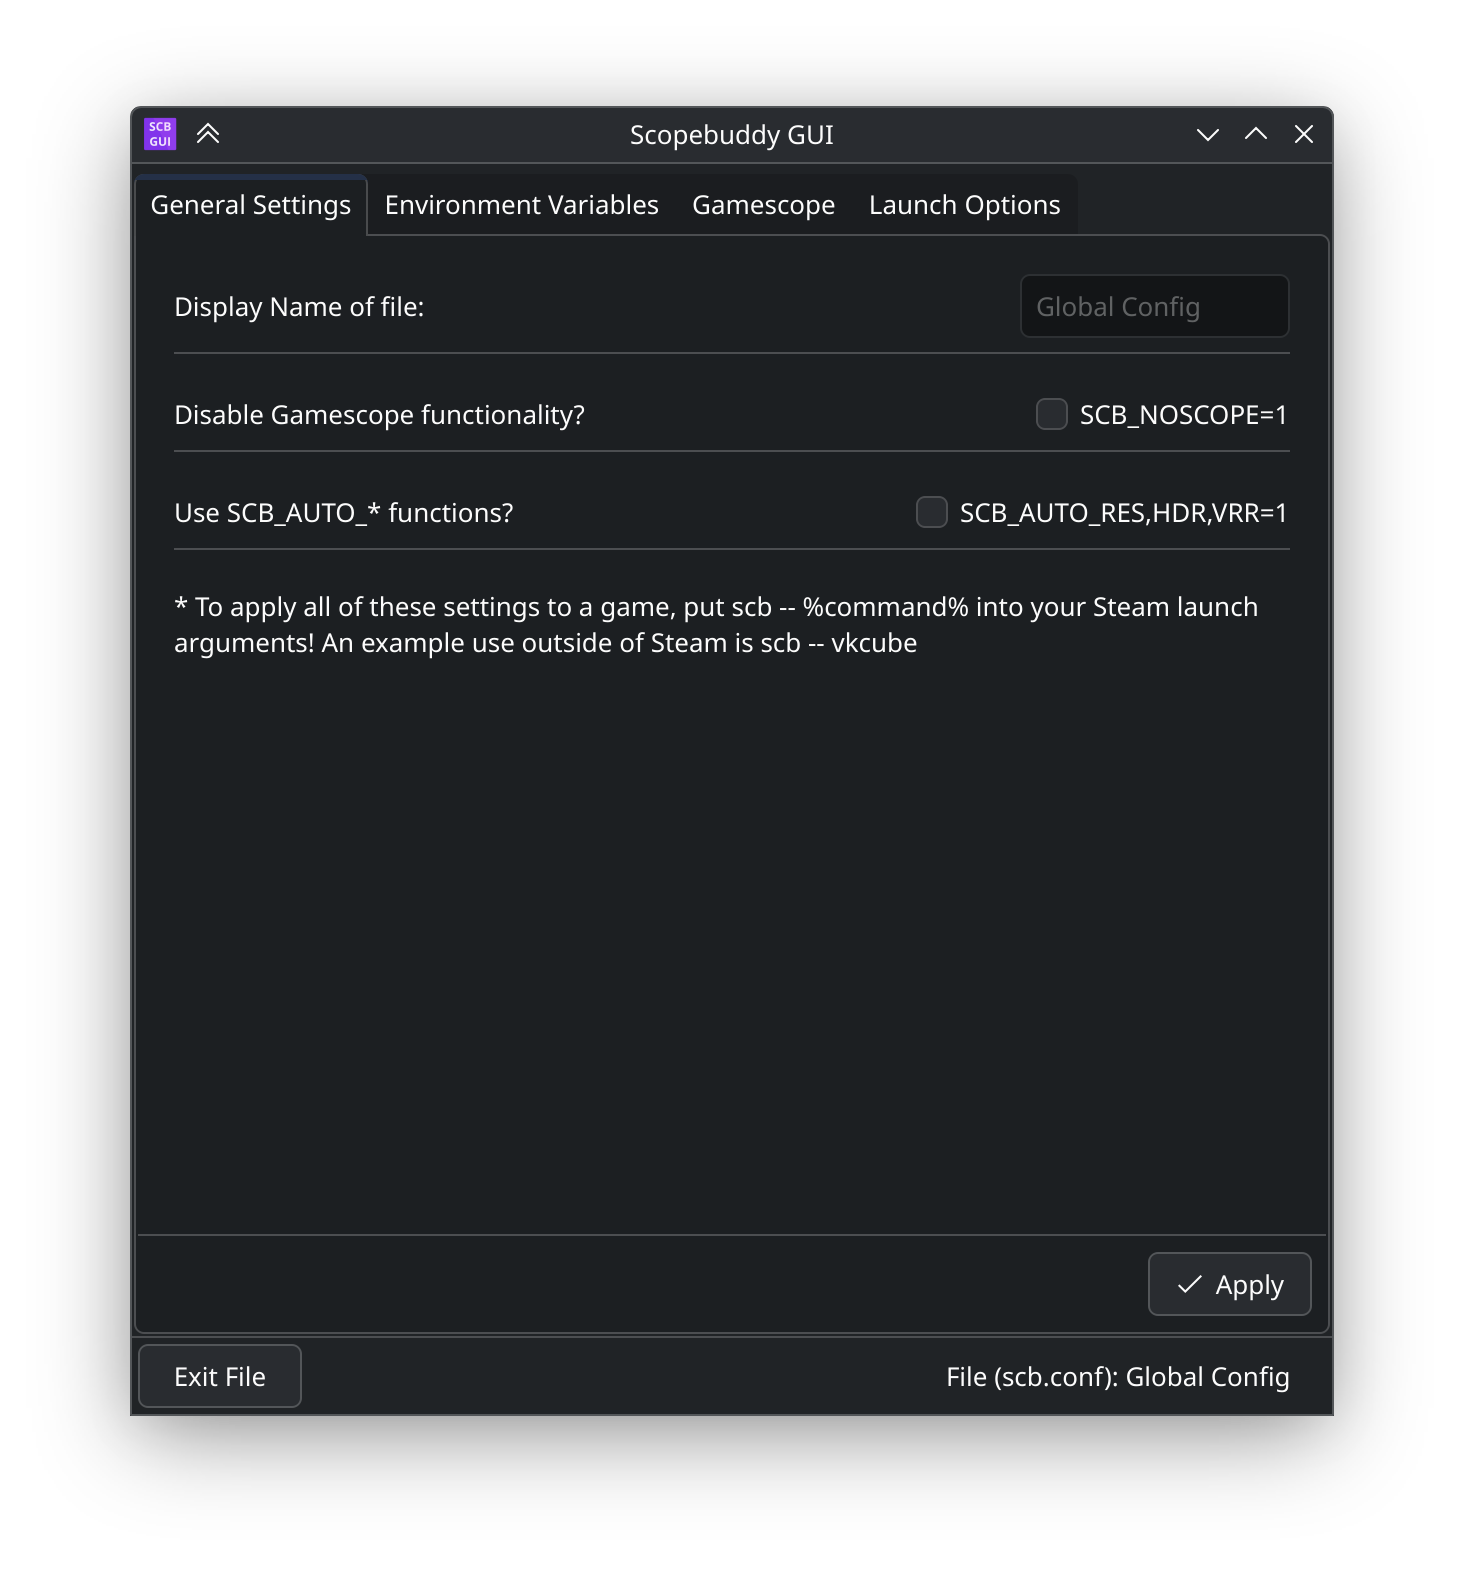 SCB
GUI
Scopebuddy GUI
General Settings
Environment Variables
Gamescope
Launch Options
Display Name of file:
Global Config
Disable Gamescope functionality?
SCB_NOSCOPE=1
Use SCB_AUTO_* functions?
SCB_AUTO_RES,HDR,VRR=1
* To apply all of these settings to a game, put scb -- %command% into your Steam launch
arguments! An example use outside of Steam is scb -- vkcube
Apply
Exit File
File (scb.conf): Global Config